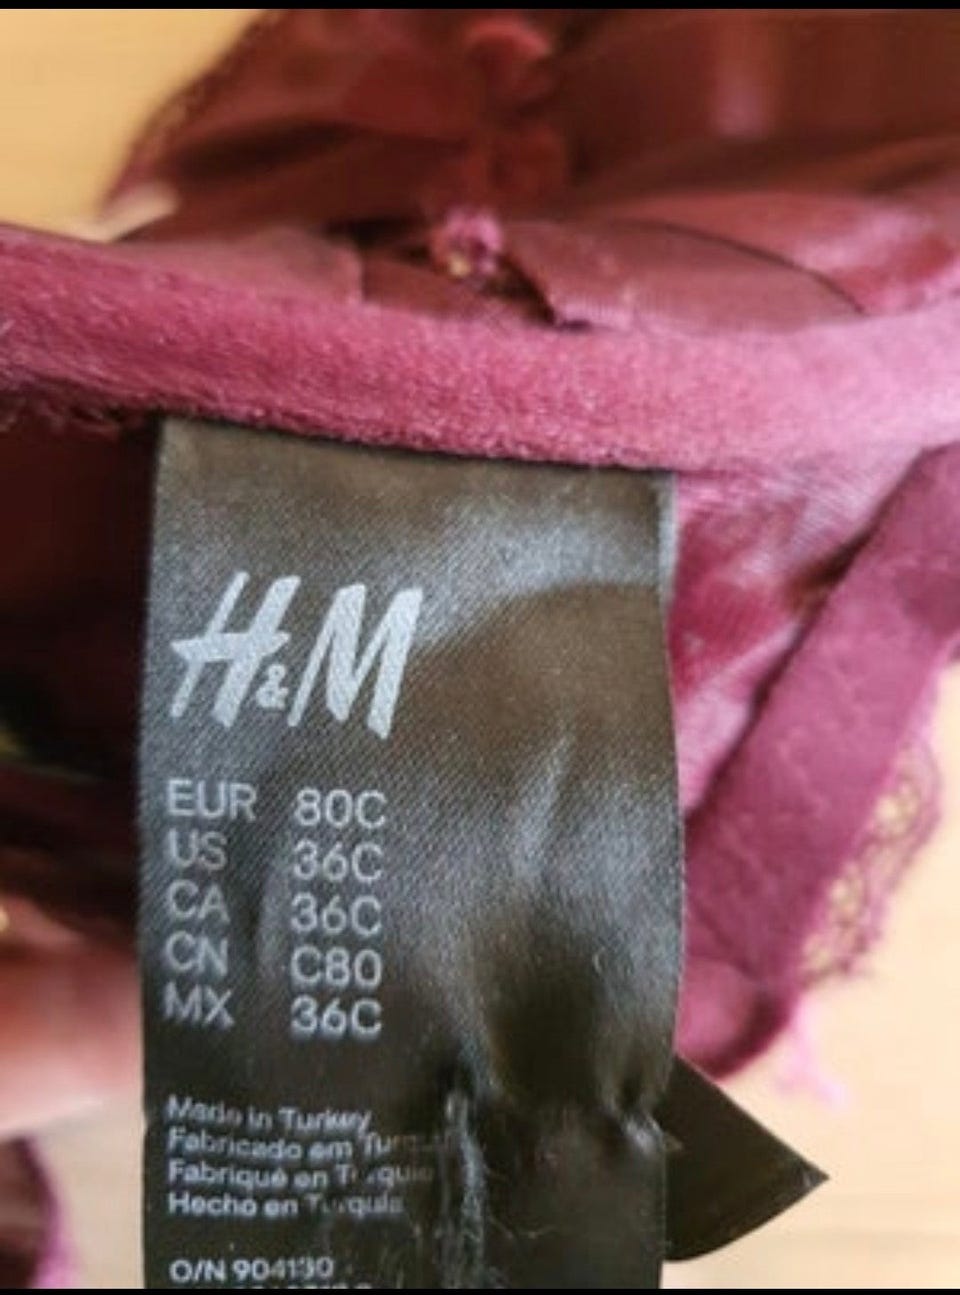 H&M
EUR 80C
US 36C
CA 36C
CN C80
MX 36C
Made in Turkey
Fabricado em
Fabriqué en
Hecho en
O/N 904130